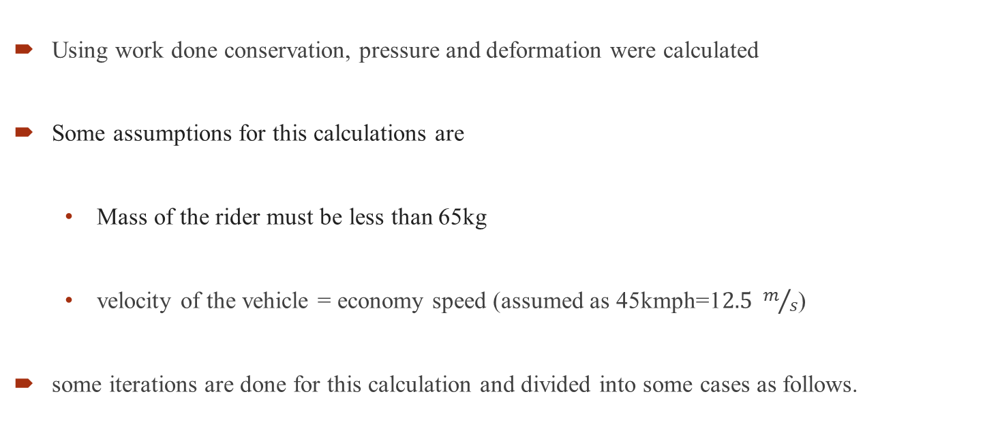 Using work done conservation, pressure and deformation were calculated
Some assumptions for this calculations are
Mass of the rider must be less than 65kg
velocity of the vehicle = economy speed (assumed as 45kmph=12.5 m/s)
some iterations are done for this calculation and divided into some cases as follows.